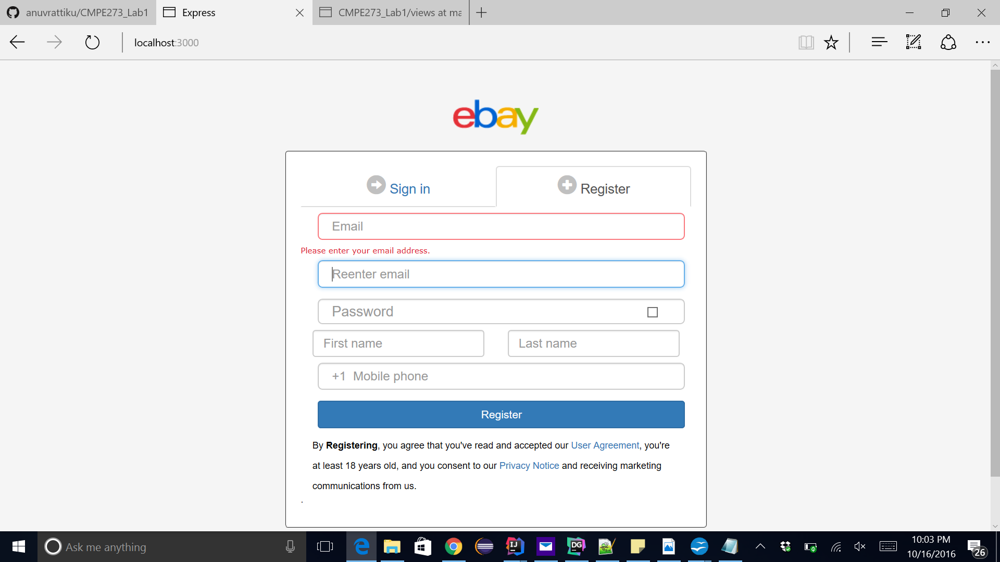 anuvrattiku/CMPE273_Lab1
Express
CMPE273_Lab1/views at ma
localhost:3000
ebay
Sign in
Register
Email
Please enter your email address.
Reenter email
Password
First name
Last name
+1 Mobile phone
Register
By Registering, you agree that you've read and accepted our User Agreement, you're
at least 18 years old, and you consent to our Privacy Notice and receiving marketing
communications from us.
.
Ask me anything
IJ
DG
10:03 PM
10/16/2016
26